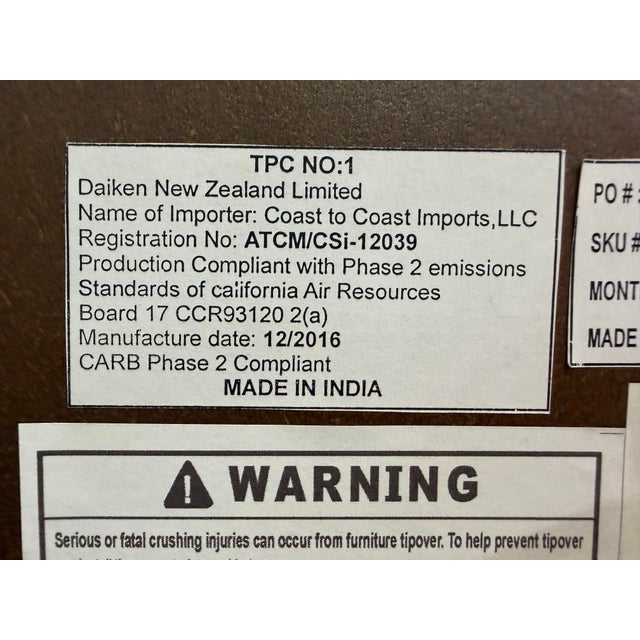 TPC NO:1
Daiken New Zealand Limited
Name of Importer: Coast to Coast Imports,LLC
Registration No: ATCM/CSi-12039
Production Compliant with Phase 2 emissions
Standards of california Air Resources
Board 17 CCR93120 2(a)
Manufacture date: 12/2016
CARB Phase 2 Compliant
MADE IN INDIA
PO # :
SKU #
MONT
MADE
WARNING
Serious or fatal crushing injuries can occur from furniture tipover. To help prevent tipover